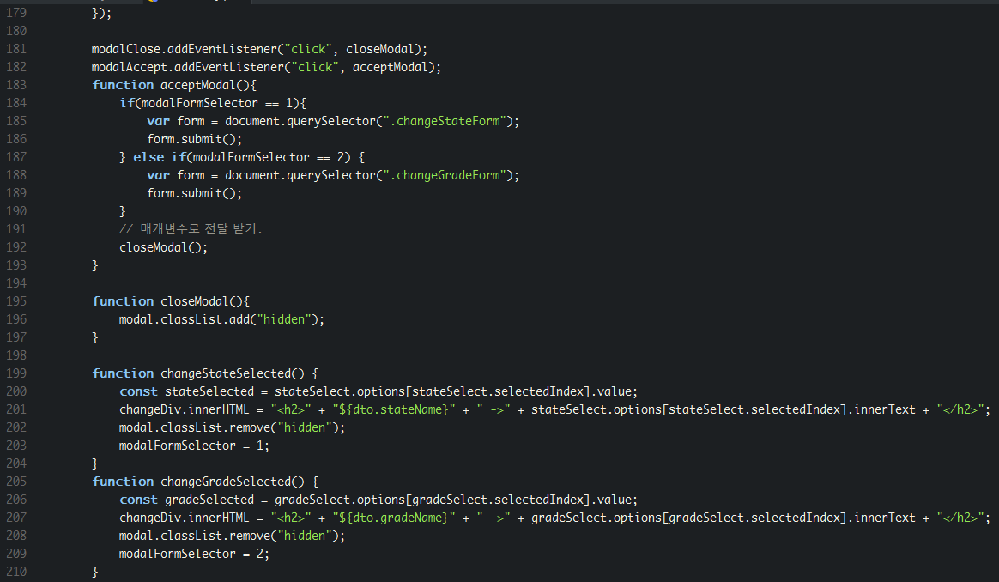 179 });
180
181 modalClose.addEventListener("click", closeModal);
182 modalAccept.addEventListener("click", acceptModal);
183 function acceptModal(){
184 if(modalFormSelector == 1){
185 var form = document.querySelector(".changeStateForm");
186 form.submit();
187 } else if(modalFormSelector == 2) {
188 var form = document.querySelector(".changeGradeForm");
189 form.submit();
190 }
191 // 매개변수로 전달 받기.
192 closeModal();
193 }
194
195 function closeModal(){
196 modal.classList.add("hidden");
197 }
198
199 function changeStateSelected() {
200 const stateSelected = stateSelect.options[stateSelect.selectedIndex].value;
201 changeDiv.innerHTML = "<h2>" + "${dto.stateName}" + " ->" + stateSelect.options[stateSelect.selectedIndex].innerText + "</h2>";
202 modal.classList.remove("hidden");
203 modalFormSelector = 1;
204 }
205 function changeGradeSelected() {
206 const gradeSelected = gradeSelect.options[gradeSelect.selectedIndex].value;
207 changeDiv.innerHTML = "<h2>" + "${dto.gradeName}" + " ->" + gradeSelect.options[gradeSelect.selectedIndex].innerText + "</h2>";
208 modal.classList.remove("hidden");
209 modalFormSelector = 2;
210 }